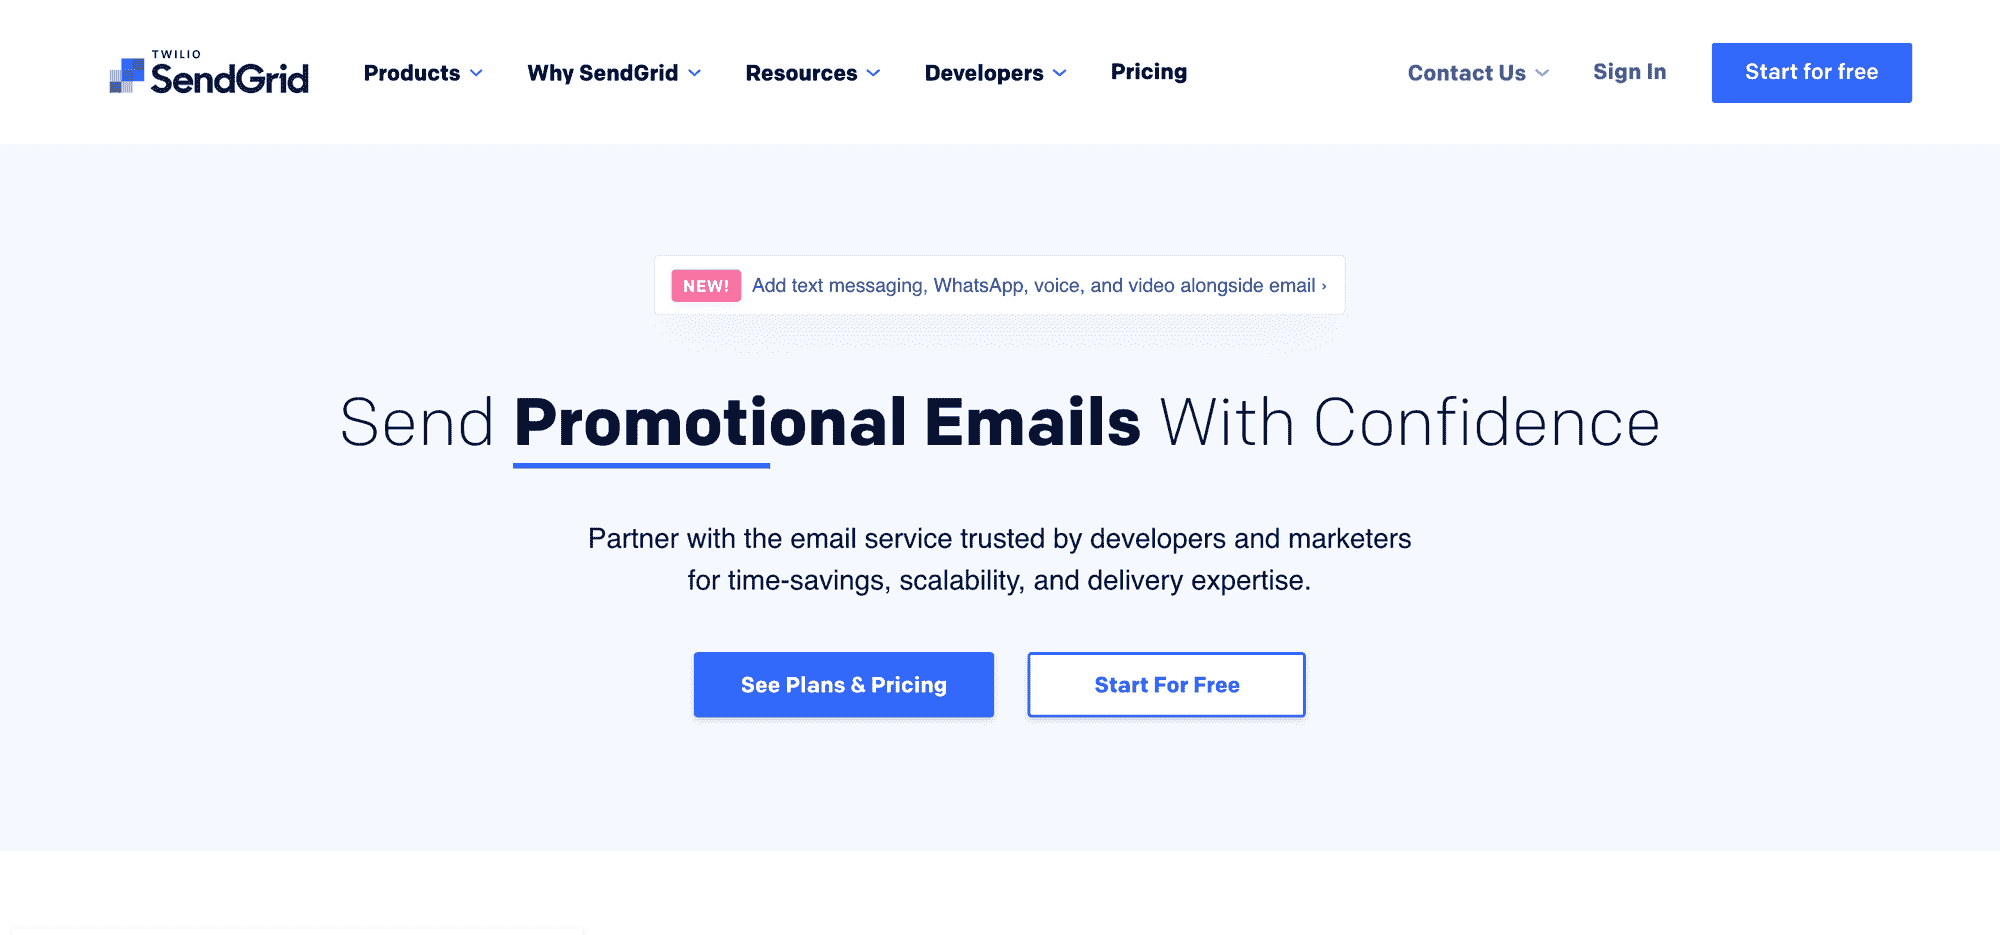 TWILIO
SendGrid
Products
Why SendGrid
Resources
Developers
Pricing
Contact Us
Sign In
Start for free
NEW! Add text messaging, WhatsApp, voice, and video alongside email ›
Send Promotional Emails With Confidence
Partner with the email service trusted by developers and marketers
for time-savings, scalability, and delivery expertise.
See Plans & Pricing
Start For Free